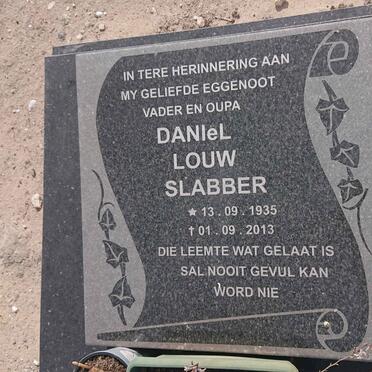 IN TERE HERINNERING AAN
MY GELIEFDE EGGENOOT
VADER EN OUPA
DANIeL
LOUW
SLABBER
★ 13 . 09 . 1935
† 01 . 09 . 2013
DIE LEEMTE WAT GELAAT IS
SAL NOOIT GEVUL KAN
WORD NIE